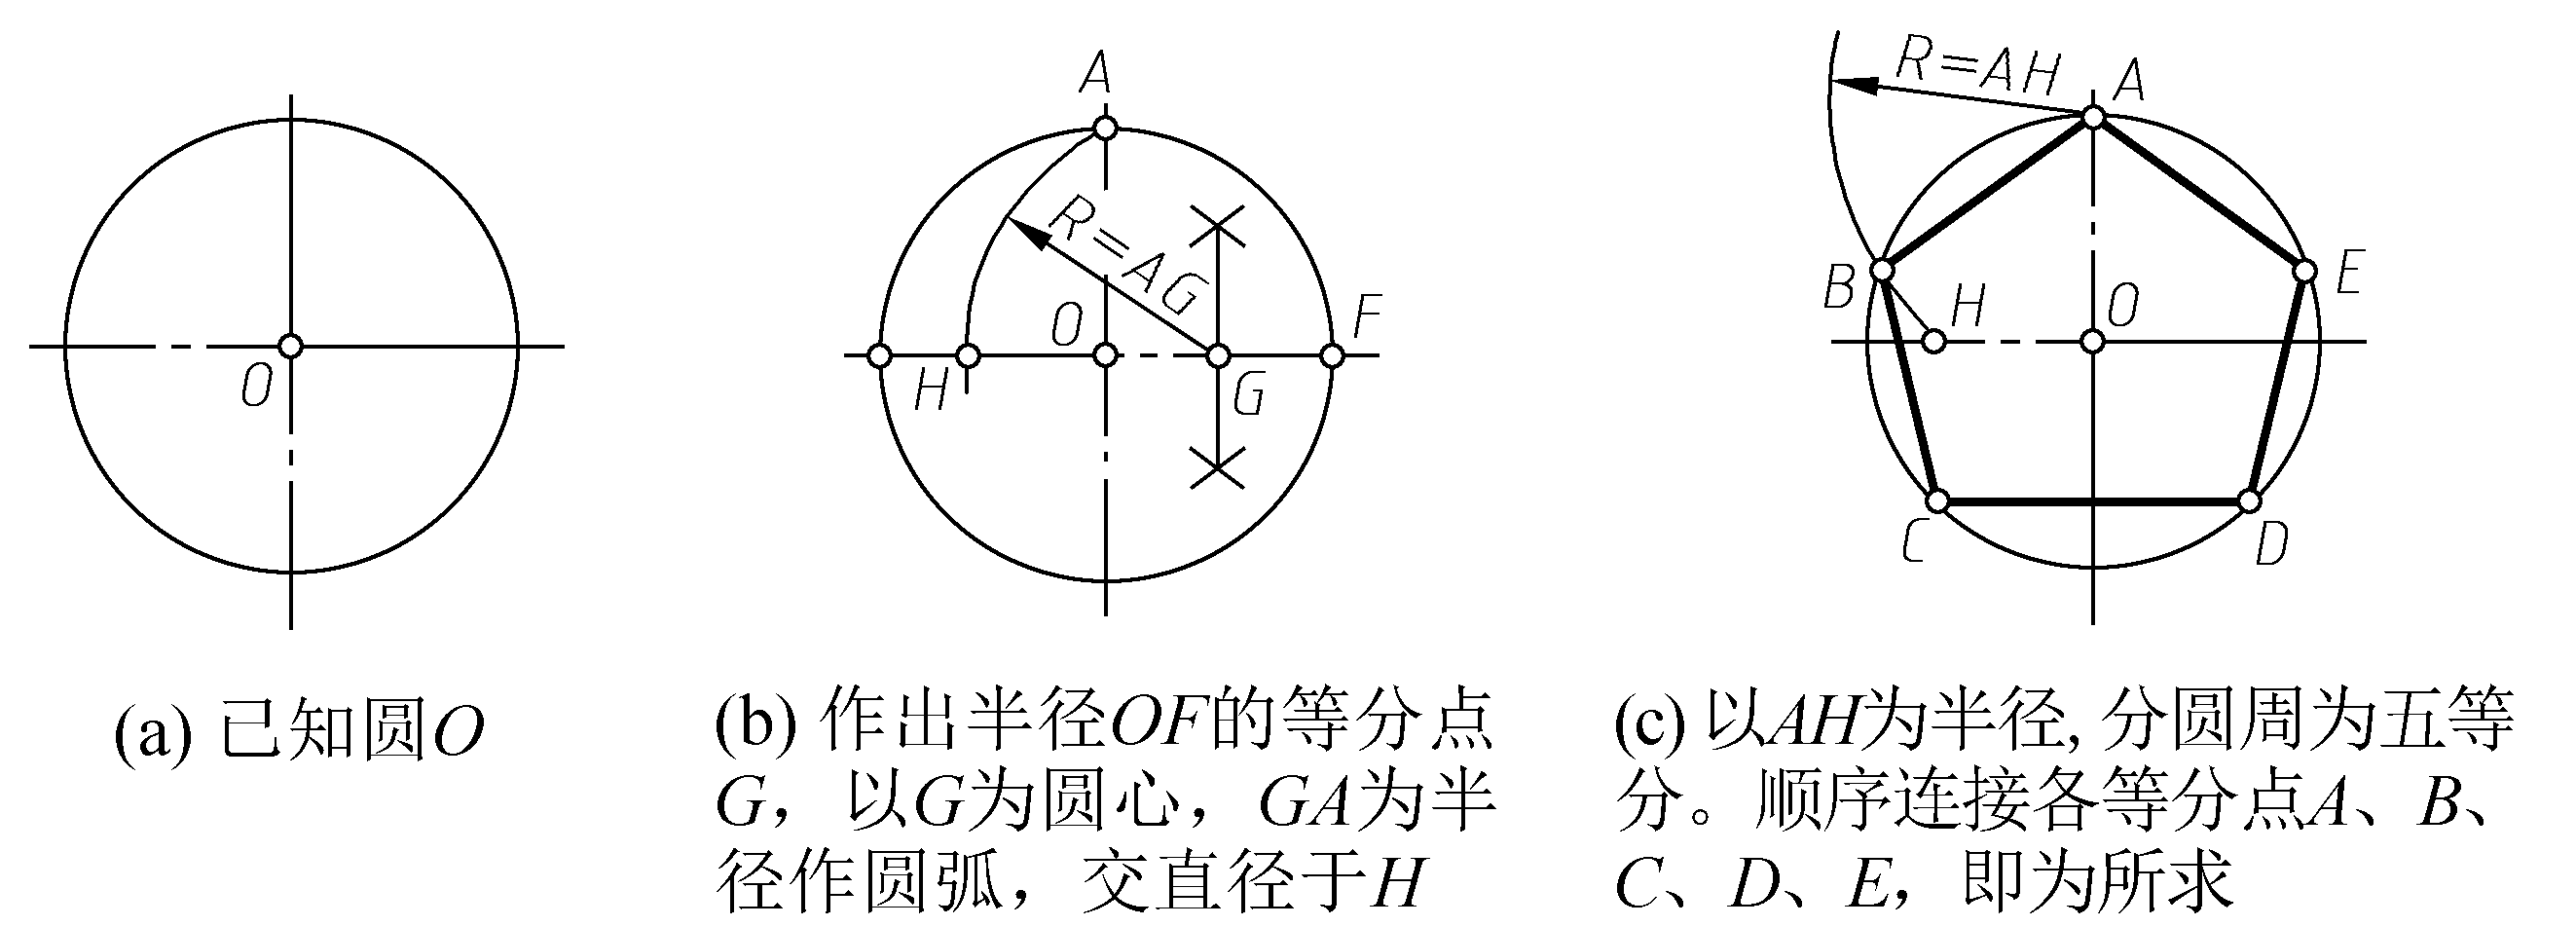 O
(a) 已知圆O
A
R=AG
O
F
H
G
(b) 作出半径OF的等分点
G，以G为圆心，GA为半
径作圆弧，交直径于H
R=AH
A
B
H
O
E
C
D
(c) 以AH为半径, 分圆周为五等
分。顺序连接各等分点A、B、
C、D、E，即为所求